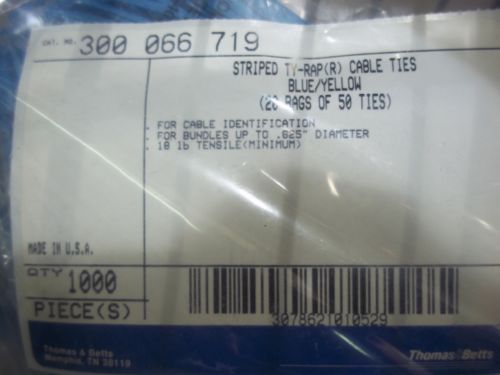 CAT. NO. 300 066 719
STRIPED TY-RAP(R) CABLE TIES
BLUE/YELLOW
(20 BAGS OF 50 TIES)
. FOR CABLE IDENTIFICATION
. FOR BUNDLES UP TO .625" DIAMETER
. 18 lb TENSILE(MINIMUM)
MADE IN U.S.A.
QTY 1000
PIECE(S)
3078621010529
Thomas & Betts
Memphis, TN 38119
Thomas & Betts